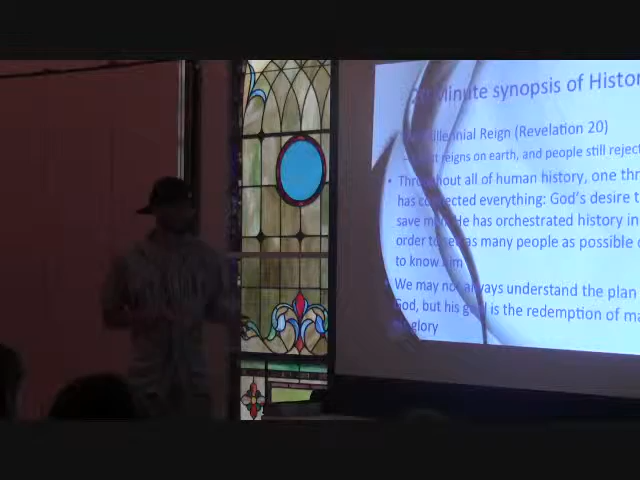 Minute synopsis of Histor
Millennial Reign (Revelation 20)
reigns on earth, and people still reject
• Throughout all of human history, one thr
has connected everything: God's desire t
save man. He has orchestrated history in
order to see as many people as possible c
to know him
We may not always understand the plan
God, but his goal is the redemption of ma
glory